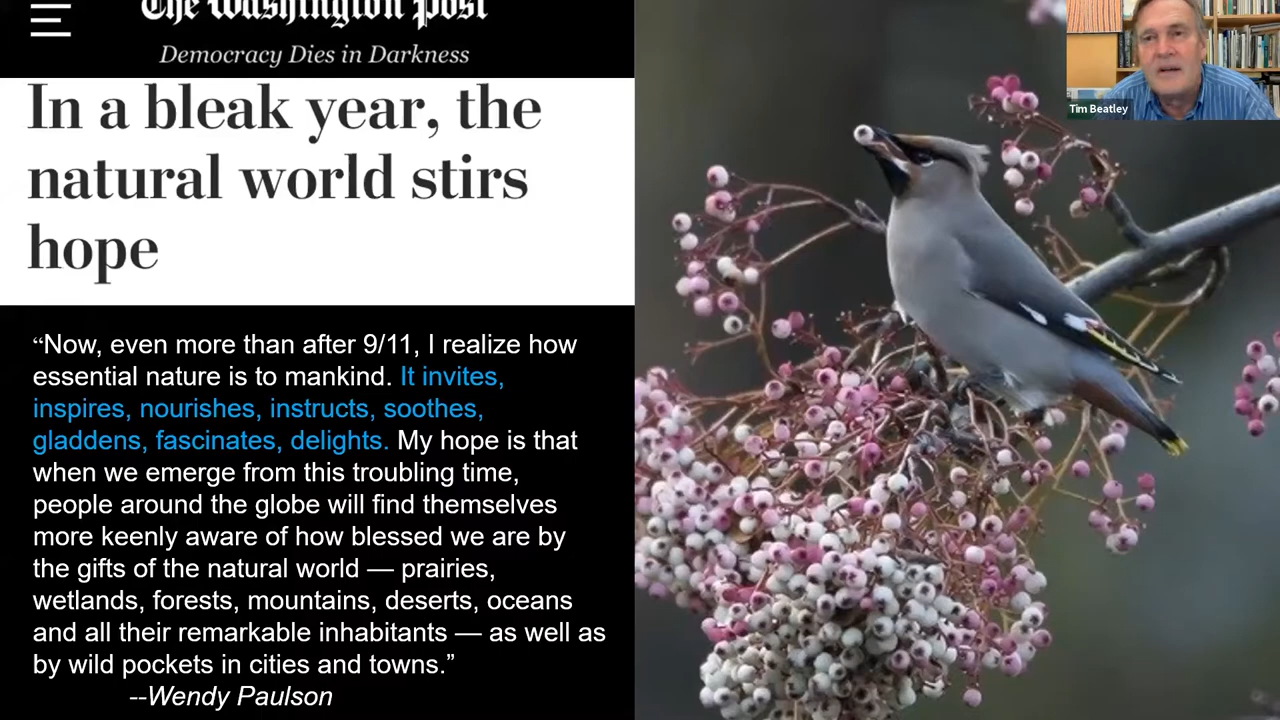 The Washington Post
Democracy Dies in Darkness
In a bleak year, the
natural world stirs
hope
“Now, even more than after 9/11, I realize how
essential nature is to mankind. It invites,
inspires, nourishes, instructs, soothes,
gladdens, fascinates, delights. My hope is that
when we emerge from this troubling time,
people around the globe will find themselves
more keenly aware of how blessed we are by
the gifts of the natural world — prairies,
wetlands, forests, mountains, deserts, oceans
and all their remarkable inhabitants — as well as
by wild pockets in cities and towns.”
--Wendy Paulson
Tim Beatley